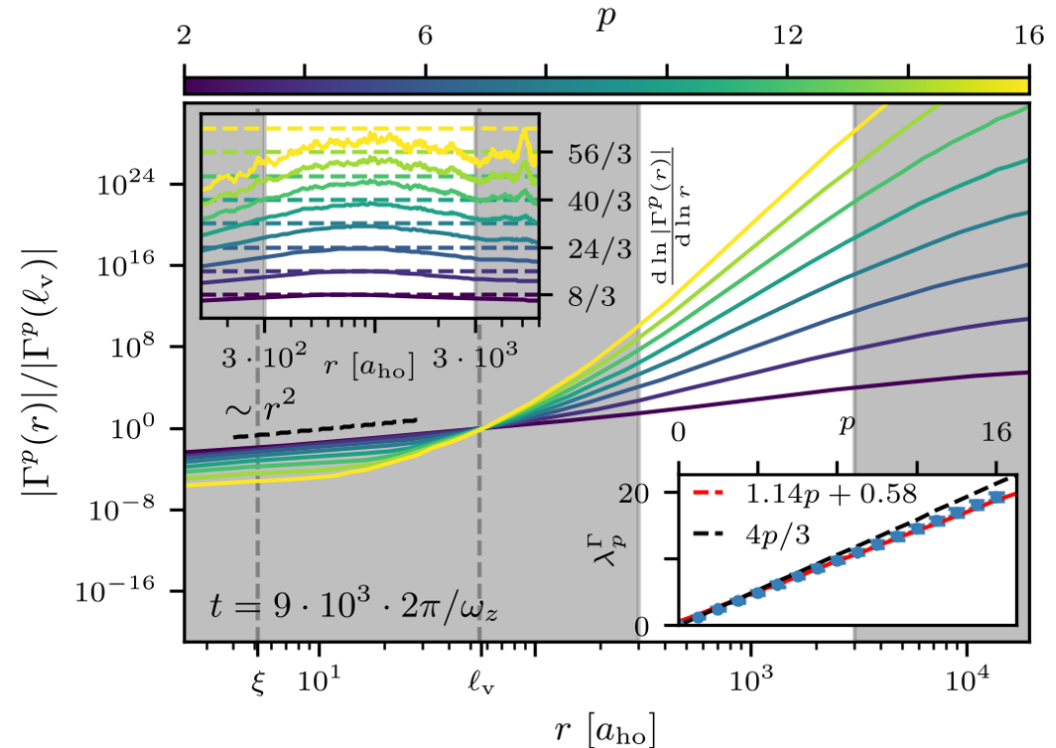 p
2 6 12 16
|Γ^p(r)|/|Γ^p(ℓ_v)|
10^24
10^16
10^8
10^0
10^−8
10^−16
56/3
40/3
24/3
8/3
d ln |Γ^p(r)|
d ln r
3 · 10^2 r [a_ho] 3 · 10^3
∼ r^2
0 p 16
20
0
λ_p^Γ
1.14p + 0.58
4p/3
t = 9 · 10^3 · 2π/ω_z
ξ 10^1 ℓ_v 10^3 10^4
r [a_ho]